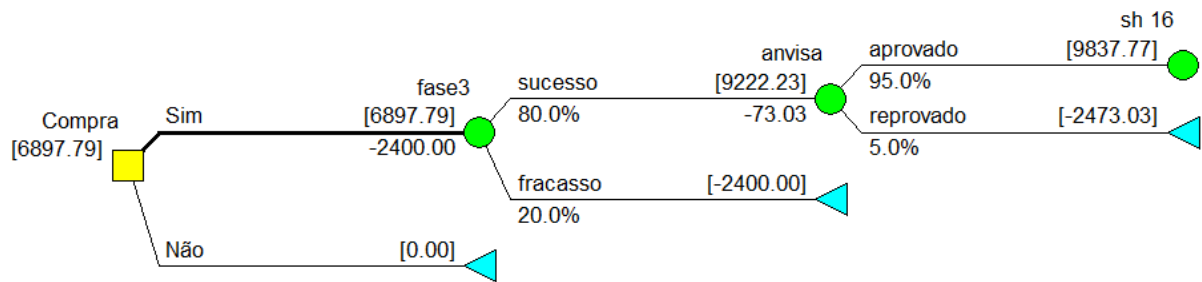 sh 16
anvisa
aprovado [9837.77]
95.0%
fase3
sucesso [9222.23]
80.0% -73.03
reprovado [-2473.03]
5.0%
Compra
[6897.79]
Sim [6897.79]
-2400.00
fracasso [-2400.00]
20.0%
Não [0.00]